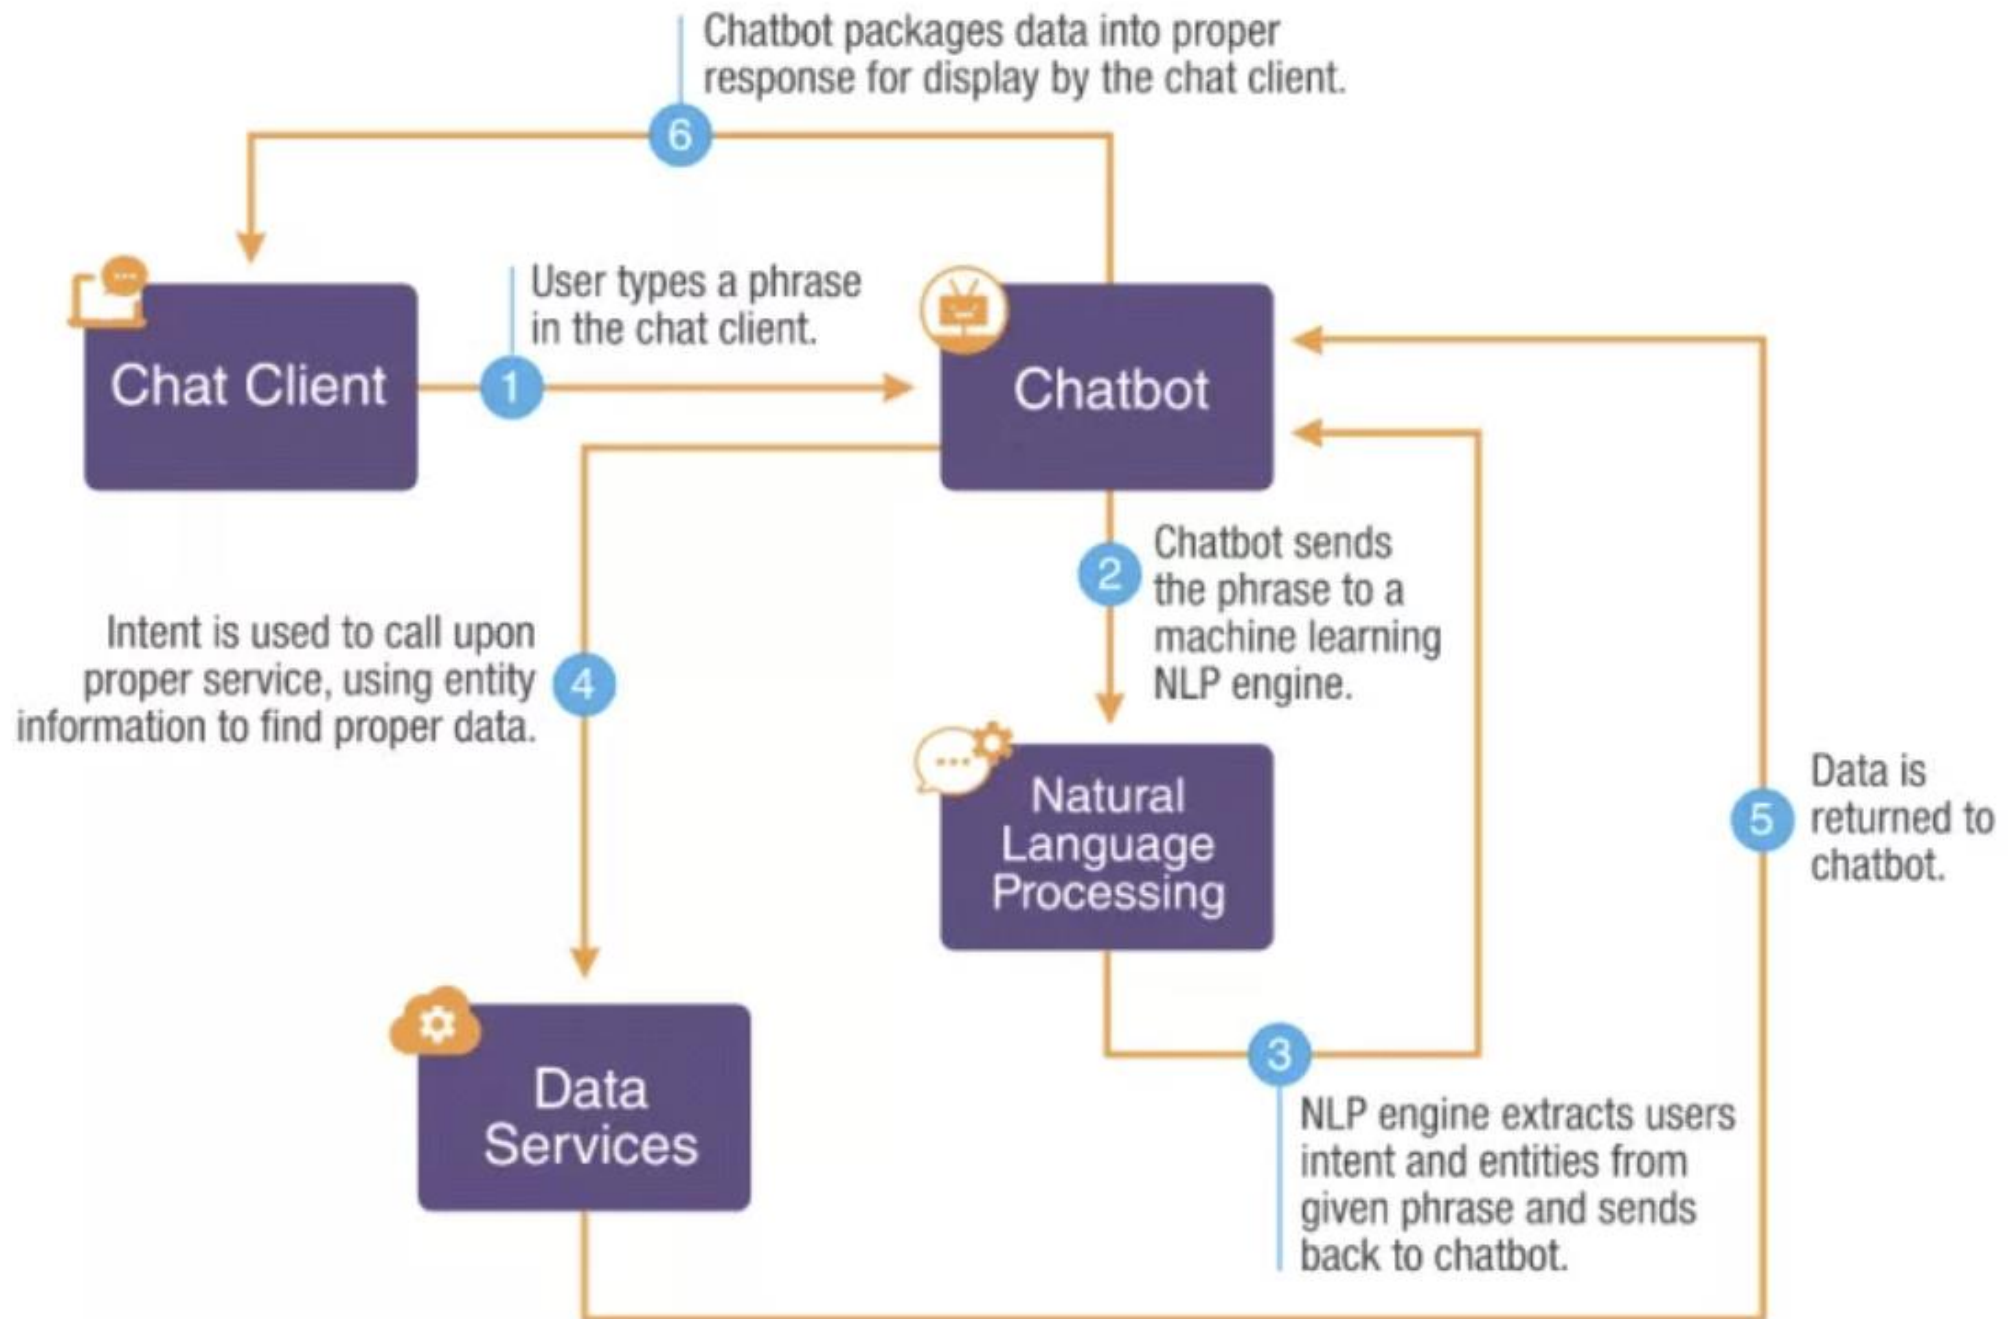 Chatbot packages data into proper
response for display by the chat client.
6
User types a phrase
in the chat client.
Chat Client
1
Chatbot
2
Chatbot sends
the phrase to a
machine learning
NLP engine.
Intent is used to call upon
proper service, using entity
information to find proper data.
4
Natural
Language
Processing
5
Data is
returned to
chatbot.
Data
Services
3
NLP engine extracts users
intent and entities from
given phrase and sends
back to chatbot.